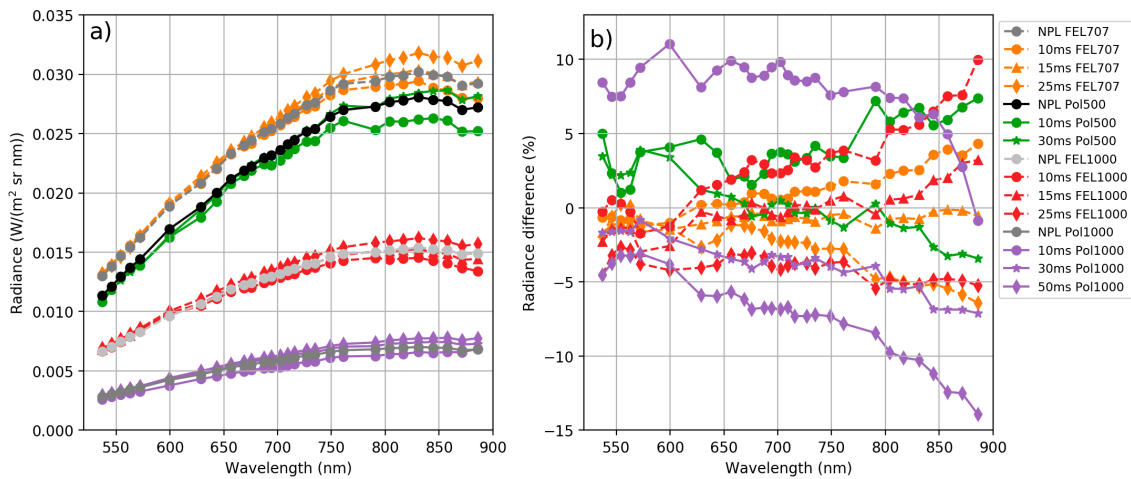 a)
0.035
0.030
0.025
0.020
0.015
0.010
0.005
0.000
Radiance (W/(m² sr nm))
550 600 650 700 750 800 850 900
Wavelength (nm)
b)
10
5
0
−5
−10
−15
Radiance difference (%)
550 600 650 700 750 800 850 900
Wavelength (nm)
NPL FEL707
10ms FEL707
15ms FEL707
25ms FEL707
NPL Pol500
10ms Pol500
30ms Pol500
NPL FEL1000
10ms FEL1000
15ms FEL1000
25ms FEL1000
NPL Pol1000
10ms Pol1000
30ms Pol1000
50ms Pol1000